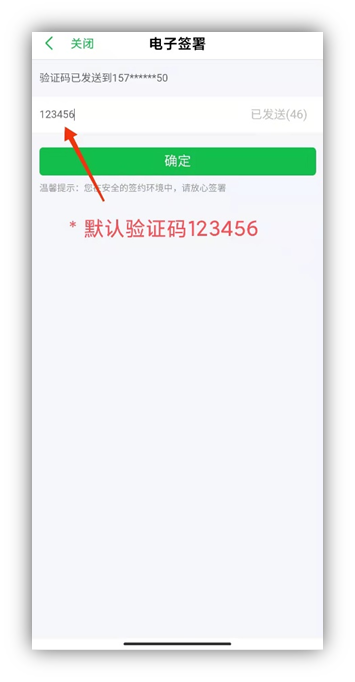 关闭 电子签署
验证码已发送到157******50
123456 已发送(46)
确定
温馨提示：您在安全的签约环境中，请放心签署
* 默认验证码123456